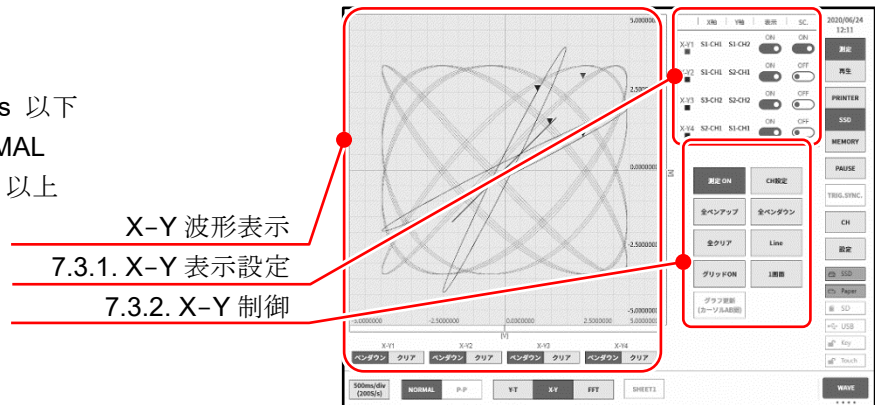 s 以下
MAL
以上
X-Y 波形表示
7.3.1. X-Y 表示設定
7.3.2. X-Y 制御
5.0000000
2.5000000
0.0000000
-2.5000000
-5.0000000
[V]
-5.0000000 -2.5000000 0.0000000 2.5000000 5.0000000
[V]
X-Y1 X-Y2 X-Y3 X-Y4
ペンダウン クリア ペンダウン クリア ペンダウン クリア ペンダウン クリア
X軸 Y軸 表示 SC.
X-Y1 S1-CH1 S1-CH2 ON ON
X-Y2 S1-CH1 S2-CH1 ON OFF
X-Y3 S3-CH2 S2-CH2 ON OFF
X-Y4 S2-CH1 S1-CH1 ON OFF
測定 ON CH設定
全ペンアップ 全ペンダウン
全クリア Line
グリッドON 1画面
グラフ更新
(カーソルAB間)
2020/06/24
12:11
測定
再生
PRINTER
SSD
MEMORY
PAUSE
TRIG.SYNC.
CH
設定
SSD
Paper
SD
USB
Key
Touch
500ms/div
(200S/s)
NORMAL P-P Y-T X-Y FFT SHEET1 WAVE